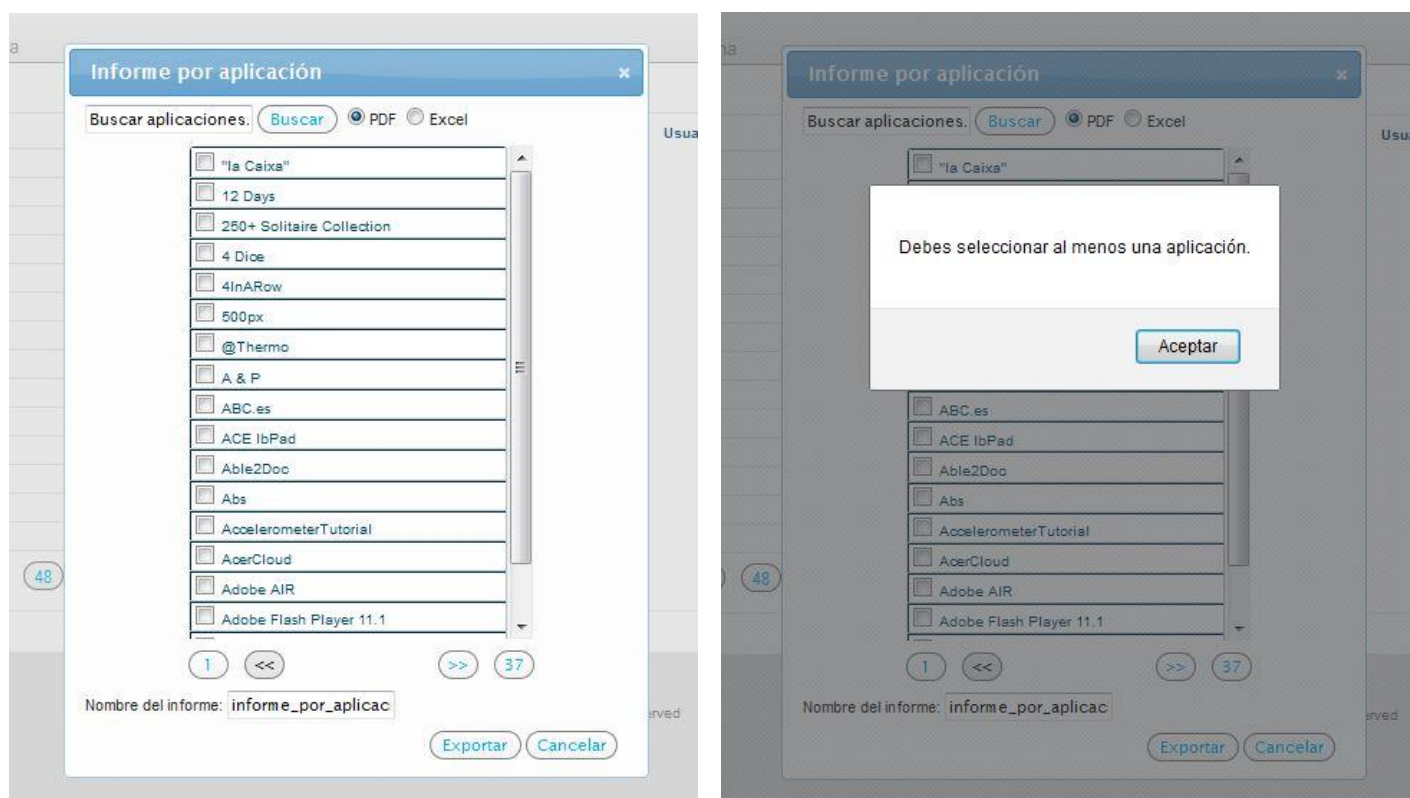 a
Informe por aplicación ×
Buscar aplicaciones. Buscar PDF Excel
Usua
"la Caixa"
12 Days
250+ Solitaire Collection
4 Dice
4InARow
500px
@Thermo
A & P
ABC.es
ACE IbPad
Able2Doc
Abs
AccelerometerTutorial
AcerCloud
48
Adobe AIR
Adobe Flash Player 11.1
1 << >> 37
Nombre del informe: informe_por_aplicac
erved
Exportar Cancelar
na
Informe por aplicación ×
Buscar aplicaciones. Buscar PDF Excel
Usu
"la Caixa"
Debes seleccionar al menos una aplicación.
Aceptar
ABC.es
ACE IbPad
Able2Doc
Abs
AccelerometerTutorial
AcerCloud
48
Adobe AIR
Adobe Flash Player 11.1
1 << >> 37
Nombre del informe: informe_por_aplicac
erved
Exportar Cancelar